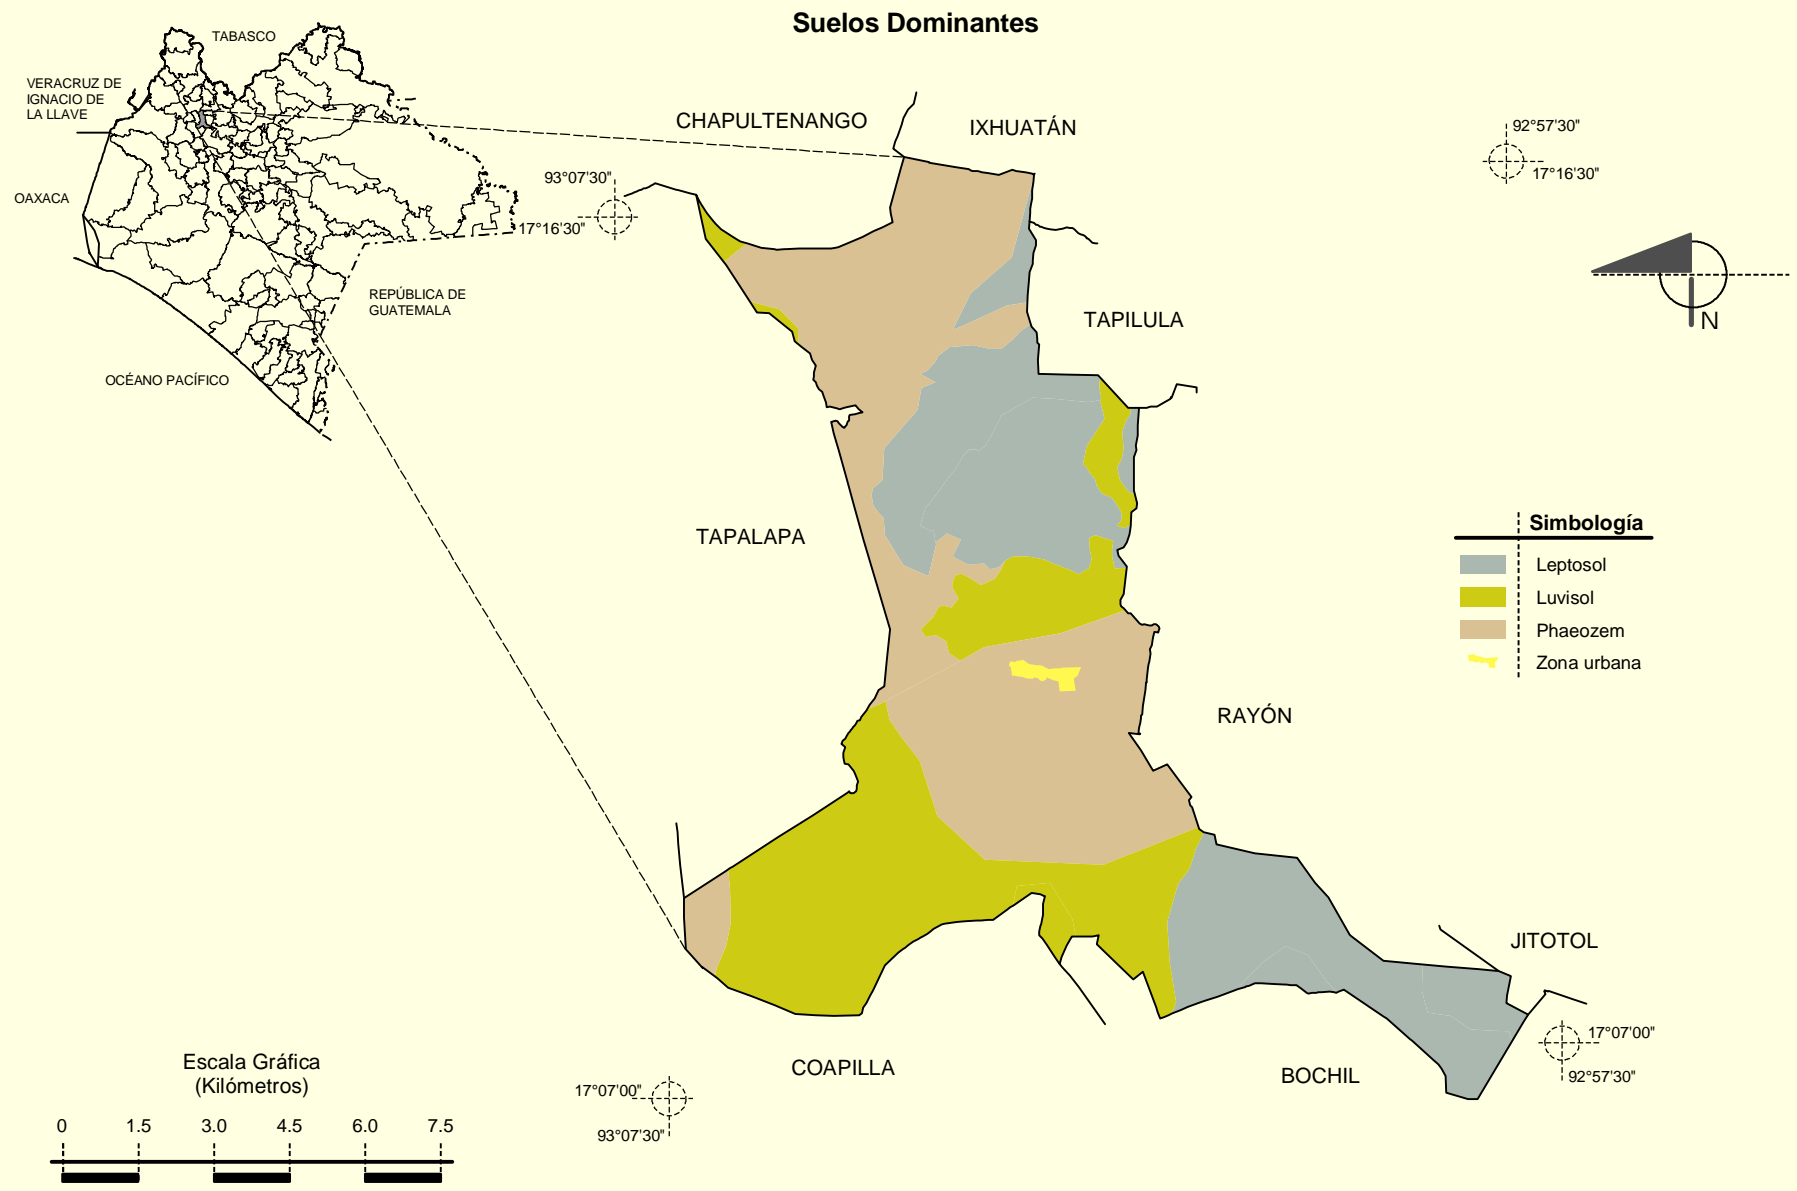 Suelos Dominantes
TABASCO
VERACRUZ DE
IGNACIO DE
LA LLAVE
OAXACA
REPÚBLICA DE
GUATEMALA
OCÉANO PACÍFICO
CHAPULTENANGO
IXHUATÁN
92°57'30"
17°16'30"
93°07'30"
17°16'30"
N
TAPILULA
TAPALAPA
Simbología
Leptosol
Luvisol
Phaeozem
Zona urbana
RAYÓN
JITOTOL
17°07'00"
92°57'30"
COAPILLA
BOCHIL
17°07'00"
93°07'30"
Escala Gráfica
(Kilómetros)
0 1.5 3.0 4.5 6.0 7.5